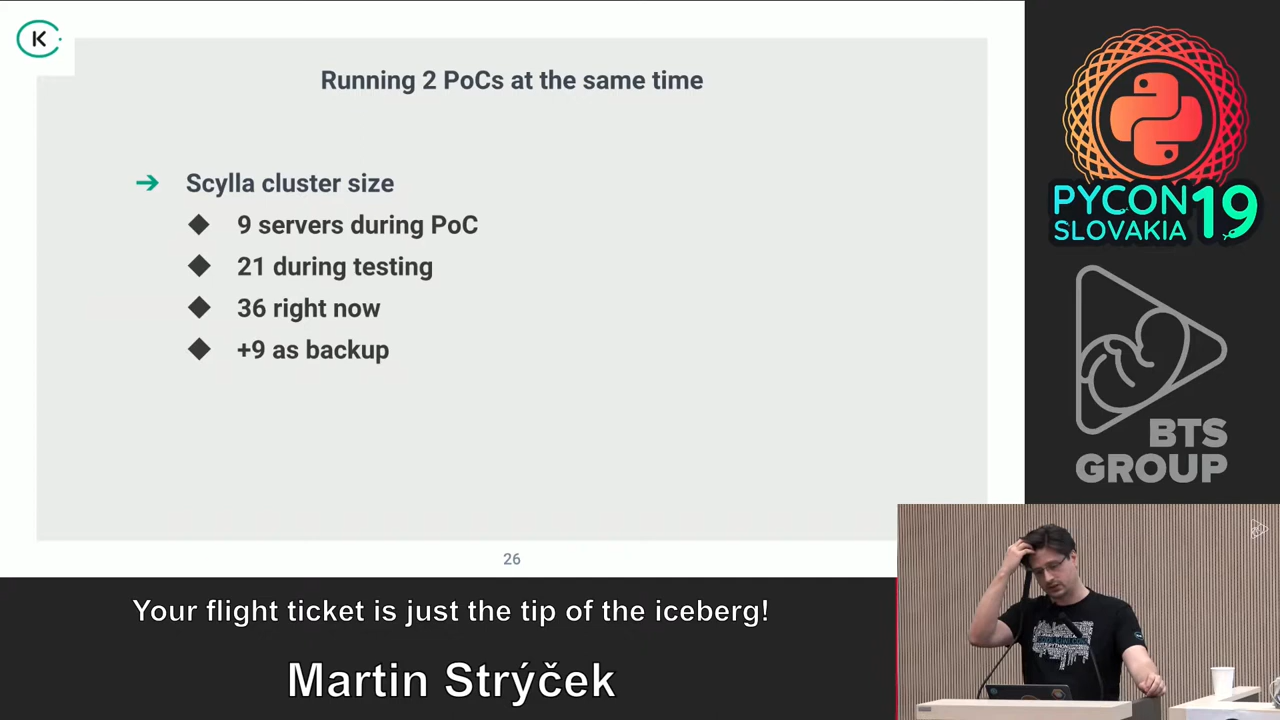 K
Running 2 PoCs at the same time
➔ Scylla cluster size
◆ 9 servers during PoC
◆ 21 during testing
◆ 36 right now
◆ +9 as backup
26
PYCON 19
SLOVAKIA
BTS
GROUP
Your flight ticket is just the tip of the iceberg!
Martin Strýček